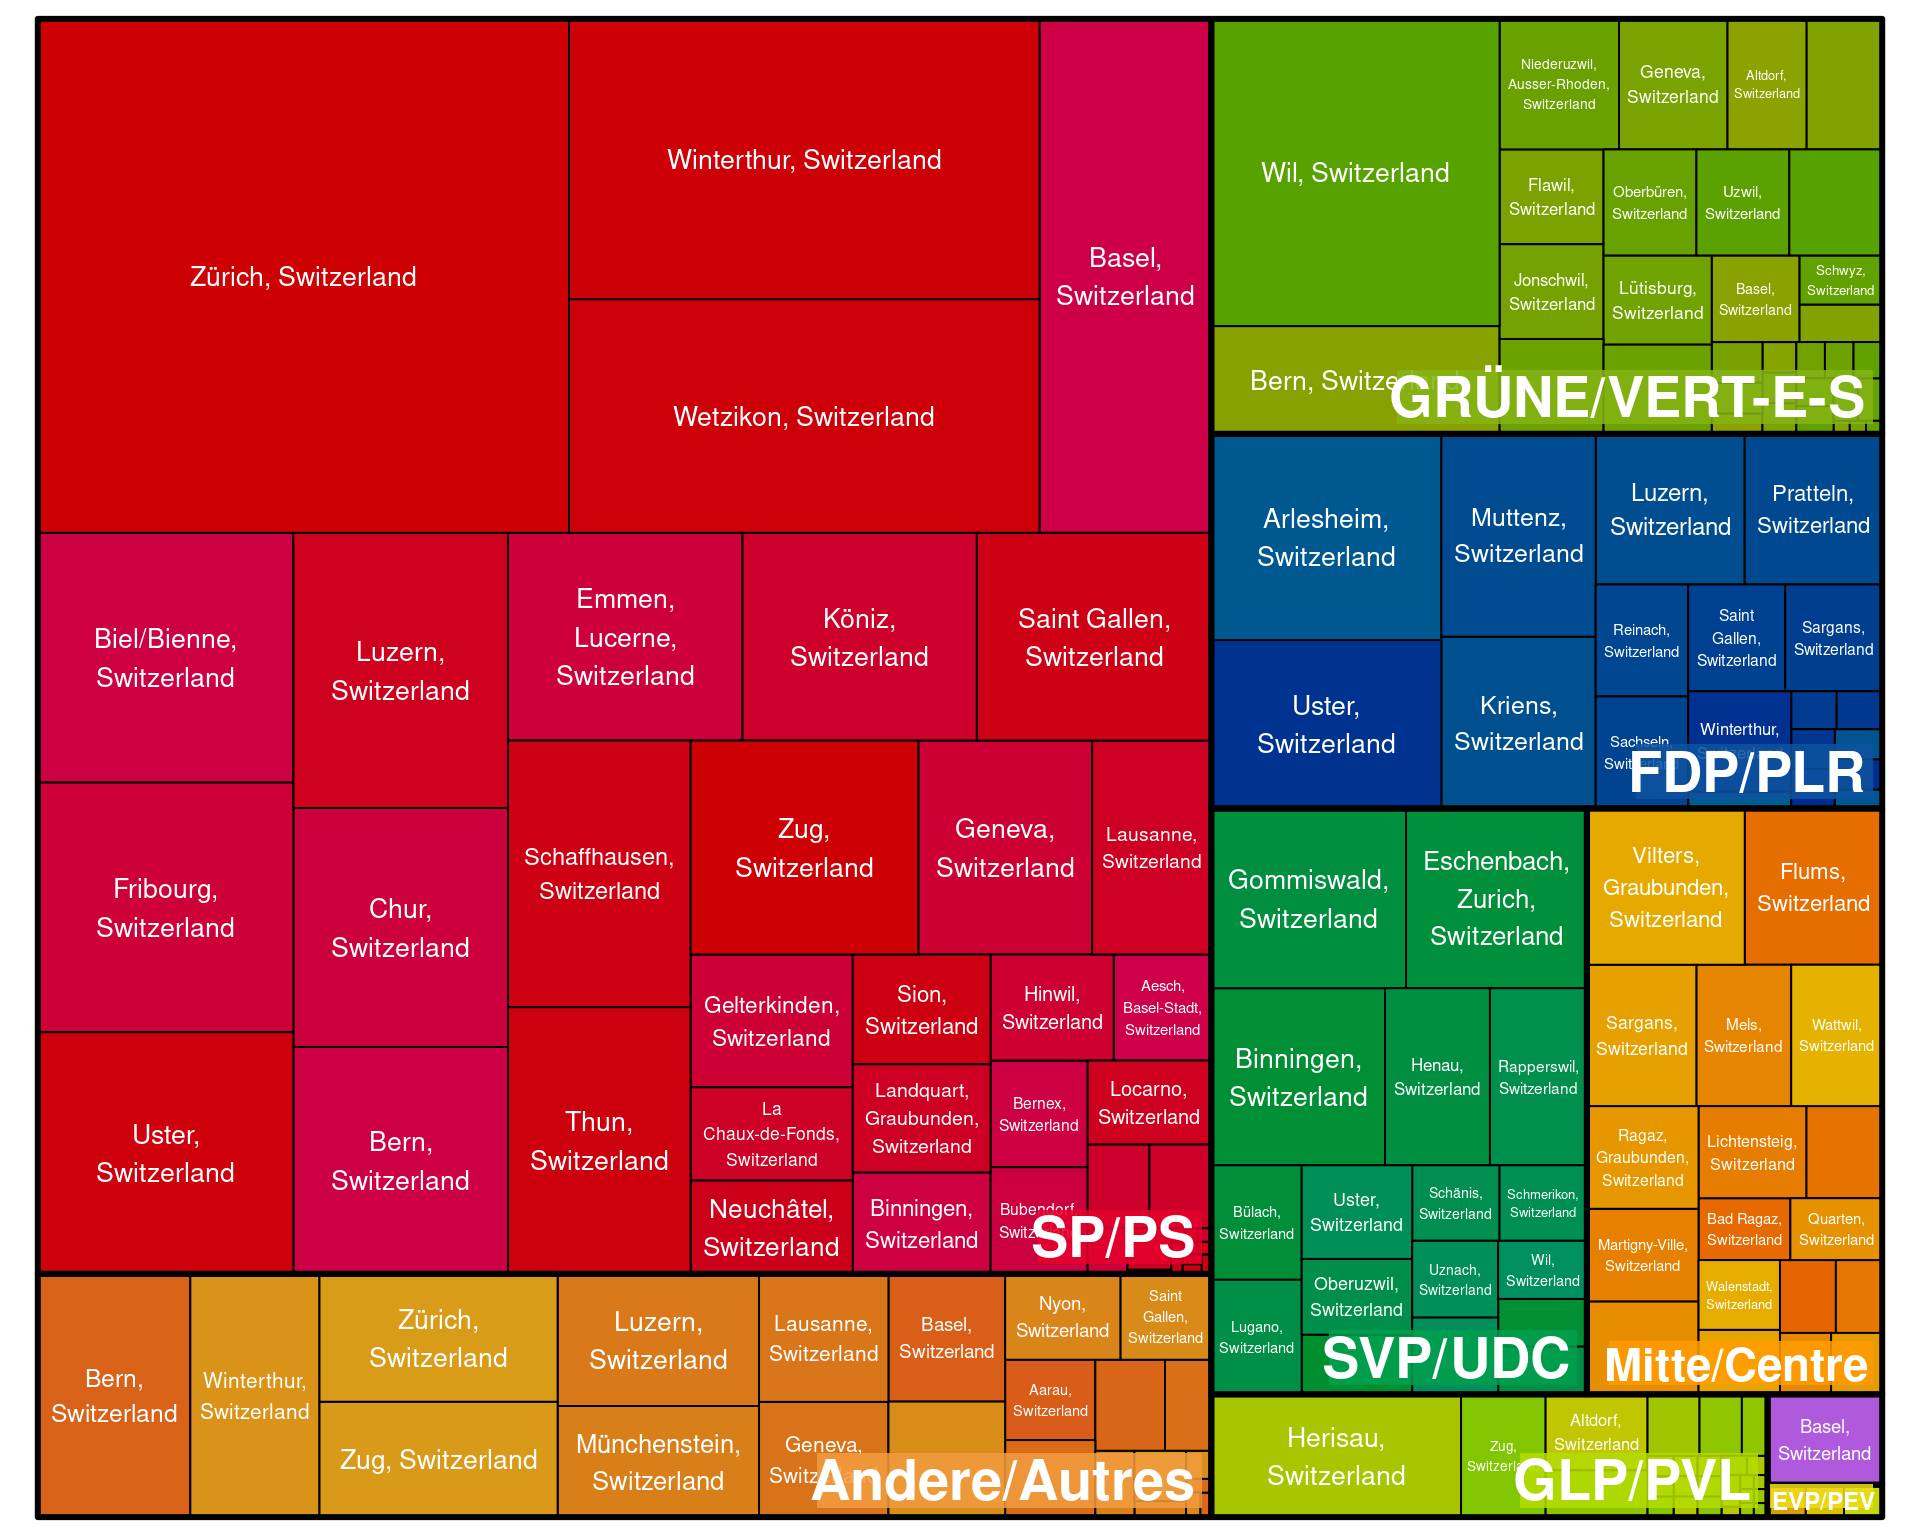 Zürich, Switzerland
Winterthur, Switzerland
Wetzikon, Switzerland
Basel,
Switzerland
Biel/Bienne,
Switzerland
Fribourg,
Switzerland
Uster,
Switzerland
Luzern,
Switzerland
Chur,
Switzerland
Bern,
Switzerland
Emmen,
Lucerne,
Switzerland
Köniz,
Switzerland
Saint Gallen,
Switzerland
Schaffhausen,
Switzerland
Thun,
Switzerland
Zug,
Switzerland
Geneva,
Switzerland
Lausanne,
Switzerland
Gelterkinden,
Switzerland
La
Chaux-de-Fonds,
Switzerland
Neuchâtel,
Switzerland
Sion,
Switzerland
Landquart,
Graubunden,
Switzerland
Binningen,
Switzerland
Hinwil,
Switzerland
Aesch,
Basel-Stadt,
Switzerland
Bernex,
Switzerland
Locarno,
Switzerland
Bubendorf,
SP/PS
Bern,
Switzerland
Winterthur,
Switzerland
Zürich,
Switzerland
Zug, Switzerland
Luzern,
Switzerland
Münchenstein,
Switzerland
Lausanne,
Switzerland
Geneva,
Basel,
Switzerland
Nyon,
Switzerland
Saint
Gallen,
Switzerland
Aarau,
Switzerland
Andere/Autres
Wil, Switzerland
Bern, Switzerland
Niederuzwil,
Ausser-Rhoden,
Switzerland
Geneva,
Switzerland
Altdorf,
Switzerland
Flawil,
Switzerland
Oberbüren,
Switzerland
Uzwil,
Switzerland
Jonschwil,
Switzerland
Lütisburg,
Switzerland
Basel,
Switzerland
Schwyz,
Switzerland
GRÜNE/VERT-E-S
Arlesheim,
Switzerland
Uster,
Switzerland
Muttenz,
Switzerland
Kriens,
Switzerland
Luzern,
Switzerland
Pratteln,
Switzerland
Reinach,
Switzerland
Saint
Gallen,
Switzerland
Sargans,
Switzerland
Sachseln,
Winterthur,
Switzerland
FDP/PLR
Gommiswald,
Switzerland
Eschenbach,
Zurich,
Switzerland
Binningen,
Switzerland
Henau,
Switzerland
Rapperswil,
Switzerland
Bülach,
Switzerland
Lugano,
Switzerland
Uster,
Switzerland
Oberuzwil,
Switzerland
Schänis,
Switzerland
Schmerikon,
Switzerland
Uznach,
Switzerland
Wil,
Switzerland
SVP/UDC
Vilters,
Graubunden,
Switzerland
Flums,
Switzerland
Sargans,
Switzerland
Mels,
Switzerland
Wattwil,
Switzerland
Ragaz,
Graubunden,
Switzerland
Lichtensteig,
Switzerland
Martigny-Ville,
Switzerland
Bad Ragaz,
Switzerland
Quarten,
Switzerland
Walenstadt,
Switzerland
Mitte/Centre
Herisau,
Switzerland
Zug,
Altdorf,
Switzerland
GLP/PVL
Basel,
Switzerland
EVP/PEV